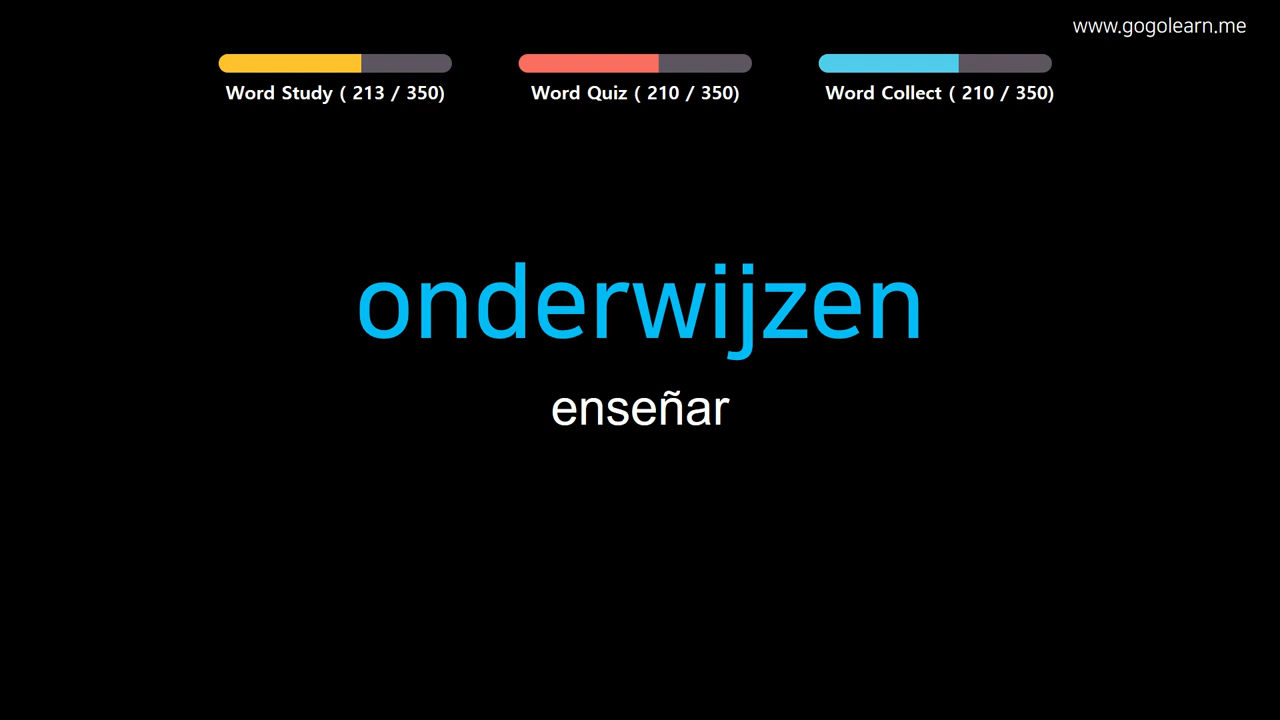 www.gogolearn.me
Word Study ( 213 / 350)
Word Quiz ( 210 / 350)
Word Collect ( 210 / 350)
onderwijzen
enseñar